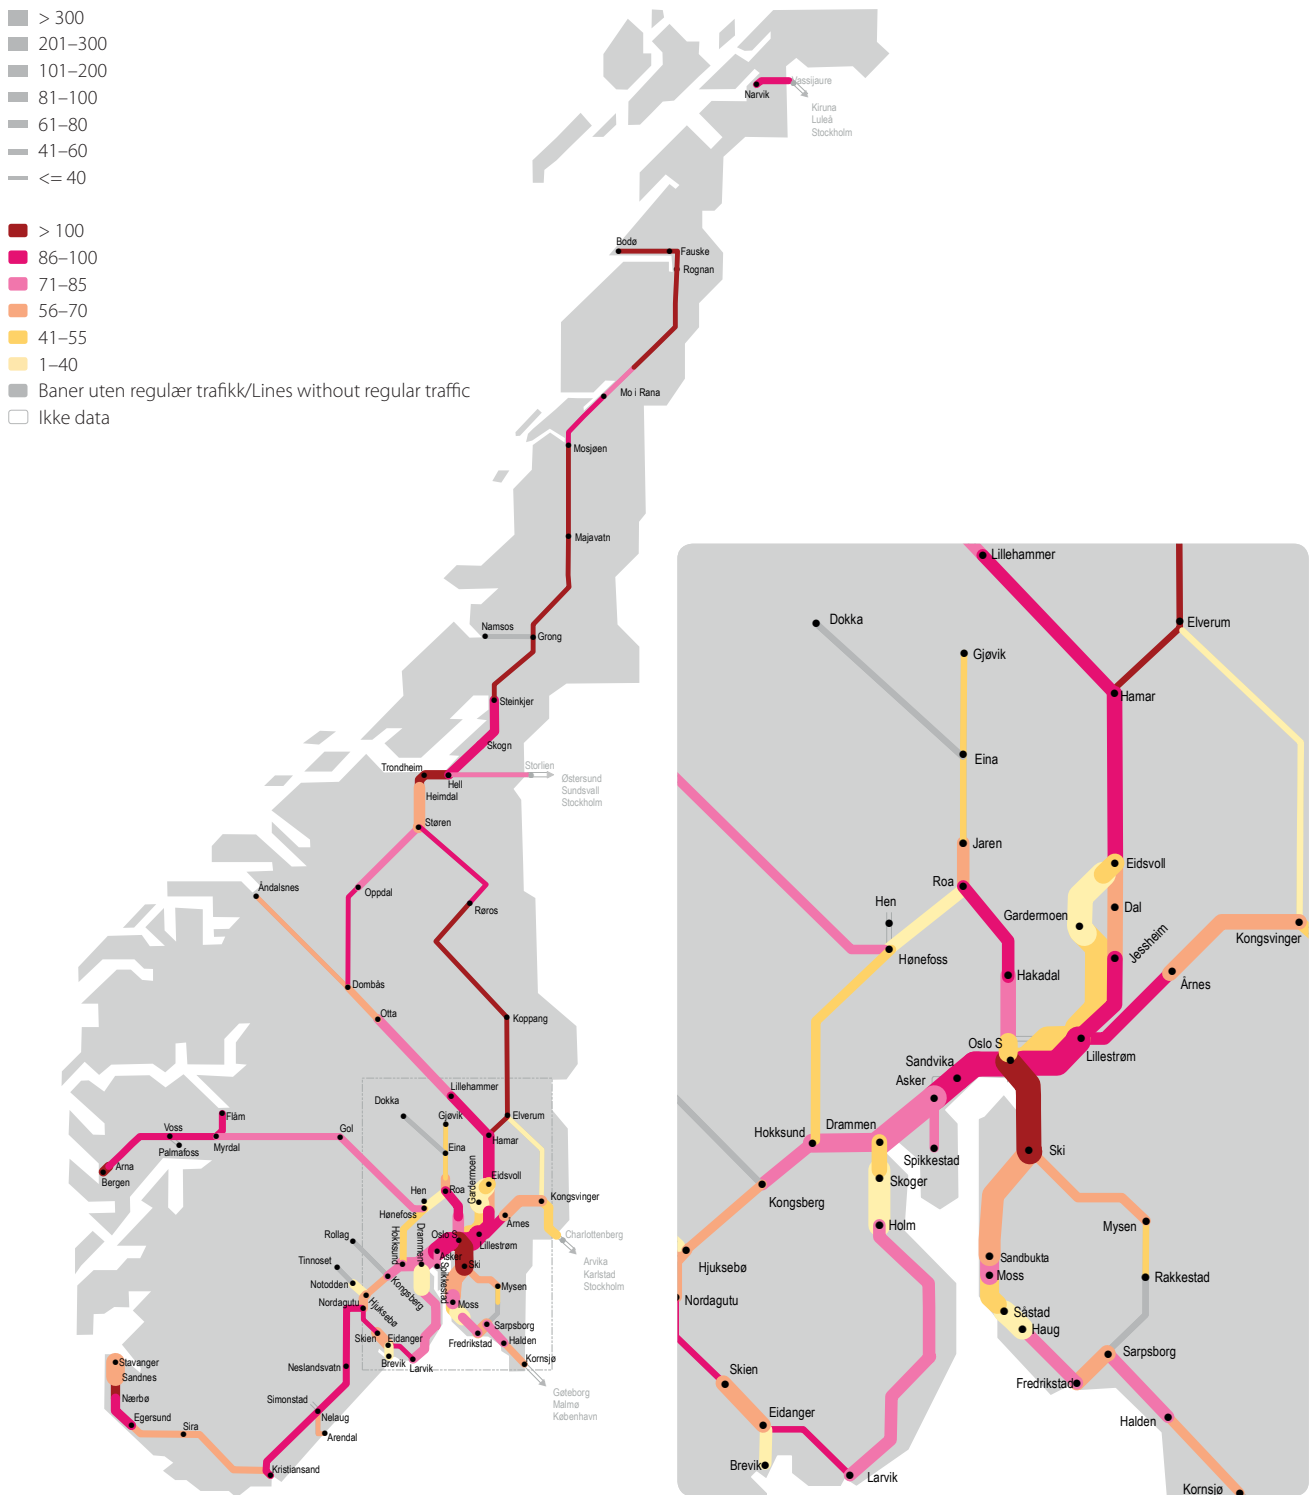 > 300
201–300
101–200
81–100
61–80
41–60
<= 40
> 100
86–100
71–85
56–70
41–55
1–40
Baner uten regulær trafikk/Lines without regular traffic
Ikke data
Vassijaure
Narvik
Kiruna
Luleå
Stockholm
Bodø
Fauske
Rognan
Mo i Rana
Mosjøen
Majavatn
Namsos
Grong
Steinkjer
Skogn
Trondheim
Hell
Storlien
Heimdal
Østersund
Sundsvall
Stockholm
Støren
Åndalsnes
Oppdal
Røros
Dombås
Otta
Koppang
Lillehammer
Dokka
Gjøvik
Elverum
Flåm
Voss
Palmafoss
Myrdal
Gol
Arna
Bergen
Eina
Hamar
Gardermoen
Eidsvoll
Hen
Roa
Hønefoss
Kongsvinger
Årnes
Rollag
Hokksund
Drammen
Oslo S
Lillestrøm
Charlottenberg
Asker
Spikkestad
Ski
Arvika
Karlstad
Stockholm
Tinnoset
Notodden
Kongsberg
Mysen
Nordagutu
Hjuksebø
Moss
Sarpsborg
Skien
Eidanger
Fredrikstad
Halden
Brevik
Larvik
Kornsjø
Stavanger
Sandnes
Neslandsvatn
Nærbø
Simonstad
Egersund
Sira
Nelaug
Arendal
Gøteborg
Malmø
København
Kristiansand
Lillehammer
Dokka
Elverum
Gjøvik
Hamar
Eina
Jaren
Eidsvoll
Roa
Hen
Gardermoen
Dal
Jessheim
Kongsvinger
Hønefoss
Hakadal
Årnes
Oslo S
Lillestrøm
Sandvika
Asker
Drammen
Hokksund
Spikkestad
Ski
Skoger
Kongsberg
Holm
Mysen
Hjuksebø
Sandbukta
Moss
Rakkestad
Nordagutu
Såstad
Haug
Sarpsborg
Skien
Fredrikstad
Eidanger
Halden
Brevik
Larvik
Kornsjø